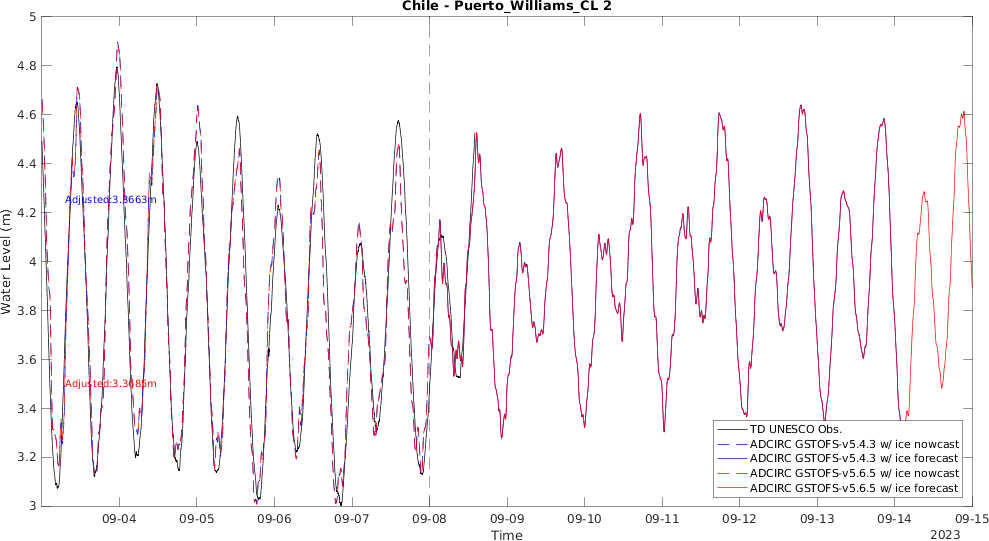 Chile - Puerto_Williams_CL 2
Water Level (m)
5
4.8
4.6
4.4
4.2
4
3.8
3.6
3.4
3.2
3
Adjusted:3.3663m
Adjusted:3.3685m
TD UNESCO Obs.
ADCIRC GSTOFS-v5.4.3 w/ ice nowcast
ADCIRC GSTOFS-v5.4.3 w/ ice forecast
ADCIRC GSTOFS-v5.6.5 w/ ice nowcast
ADCIRC GSTOFS-v5.6.5 w/ ice forecast
09-04 09-05 09-06 09-07 09-08 09-09 09-10 09-11 09-12 09-13 09-14 09-15
Time
2023